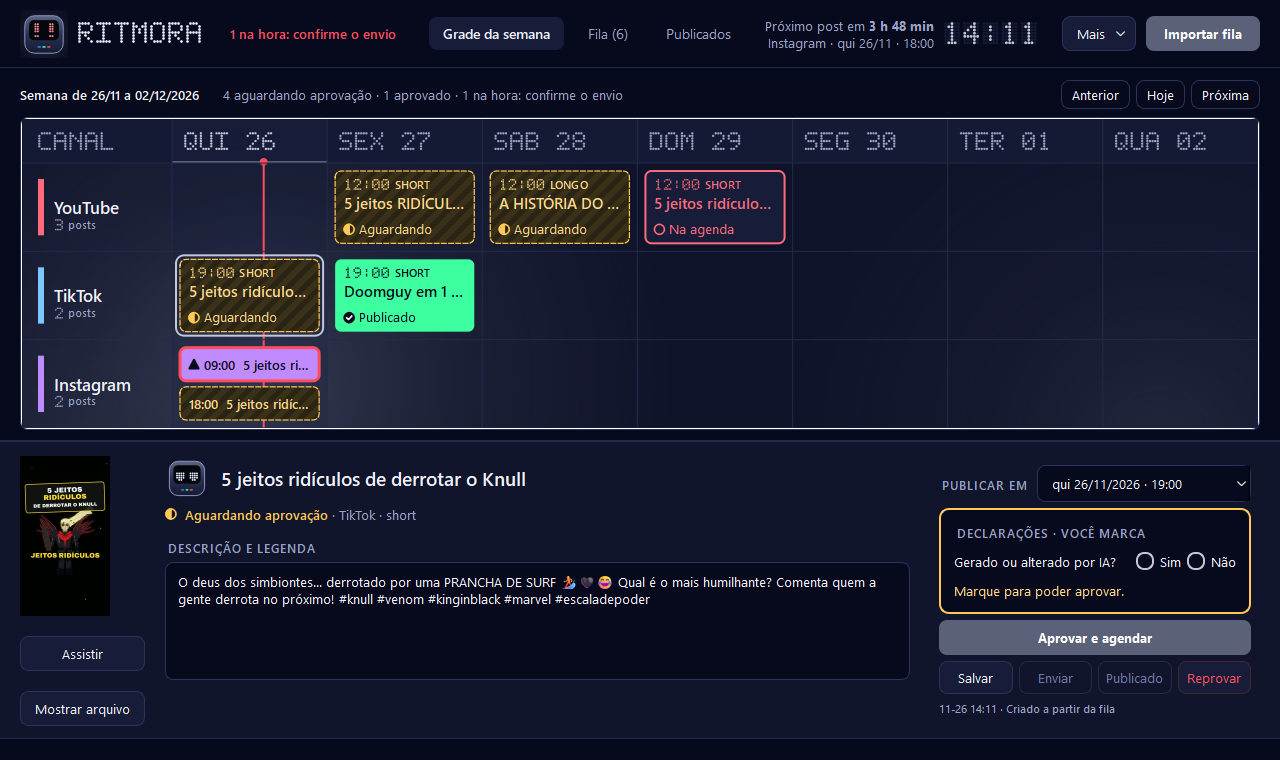 RITMORA
1 na hora: confirme o envio
Grade da semana
Fila (6)
Publicados
Próximo post em 3 h 48 min
Instagram · qui 26/11 · 18:00
14:11
Mais
Importar fila
Semana de 26/11 a 02/12/2026
4 aguardando aprovação · 1 aprovado · 1 na hora: confirme o envio
Anterior
Hoje
Próxima
CANAL QUI 26 SEX 27 SAB 28 DOM 29 SEG 30 TER 01 QUA 02
YouTube
3 posts
12:00 SHORT
5 jeitos RIDÍCUL...
Aguardando
12:00 LONGO
A HISTÓRIA DO ...
Aguardando
12:00 SHORT
5 jeitos ridículo...
Na agenda
TikTok
2 posts
19:00 SHORT
5 jeitos ridículo...
Aguardando
19:00 SHORT
Doomguy em 1 ...
Publicado
Instagram
2 posts
09:00 5 jeitos ri...
18:00 5 jeitos ridíc...
5 JEITOS
RIDÍCULOS
DE DERROTAR O KNULL
JEITOS RIDÍCULOS
Assistir
Mostrar arquivo
5 jeitos ridículos de derrotar o Knull
Aguardando aprovação · TikTok · short
DESCRIÇÃO E LEGENDA
O deus dos simbiontes... derrotado por uma PRANCHA DE SURF 🏄🖤😂 Qual é o mais humilhante? Comenta quem a
gente derrota no próximo! #knull #venom #kinginblack #marvel #escaladepoder
PUBLICAR EM
qui 26/11/2026 · 19:00
DECLARAÇÕES · VOCÊ MARCA
Gerado ou alterado por IA? Sim Não
Marque para poder aprovar.
Aprovar e agendar
Salvar
Enviar
Publicado
Reprovar
11-26 14:11 · Criado a partir da fila